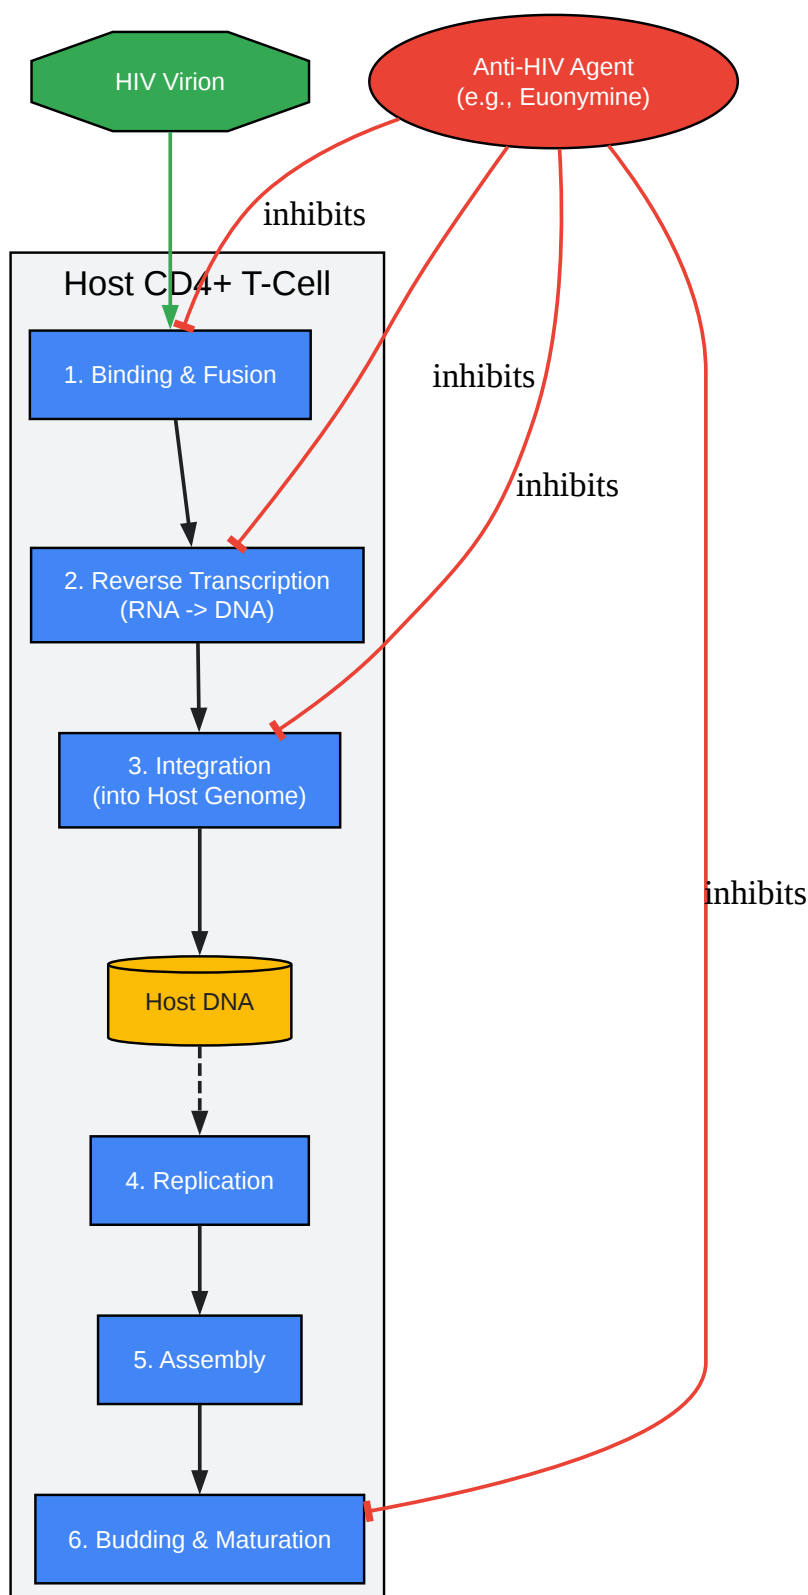 HIV Virion
Anti-HIV Agent
(e.g., Euonymine)
inhibits
Host CD4+ T-Cell
1. Binding & Fusion
inhibits
inhibits
2. Reverse Transcription
(RNA -> DNA)
3. Integration
(into Host Genome)
inhibits
Host DNA
4. Replication
5. Assembly
6. Budding & Maturation